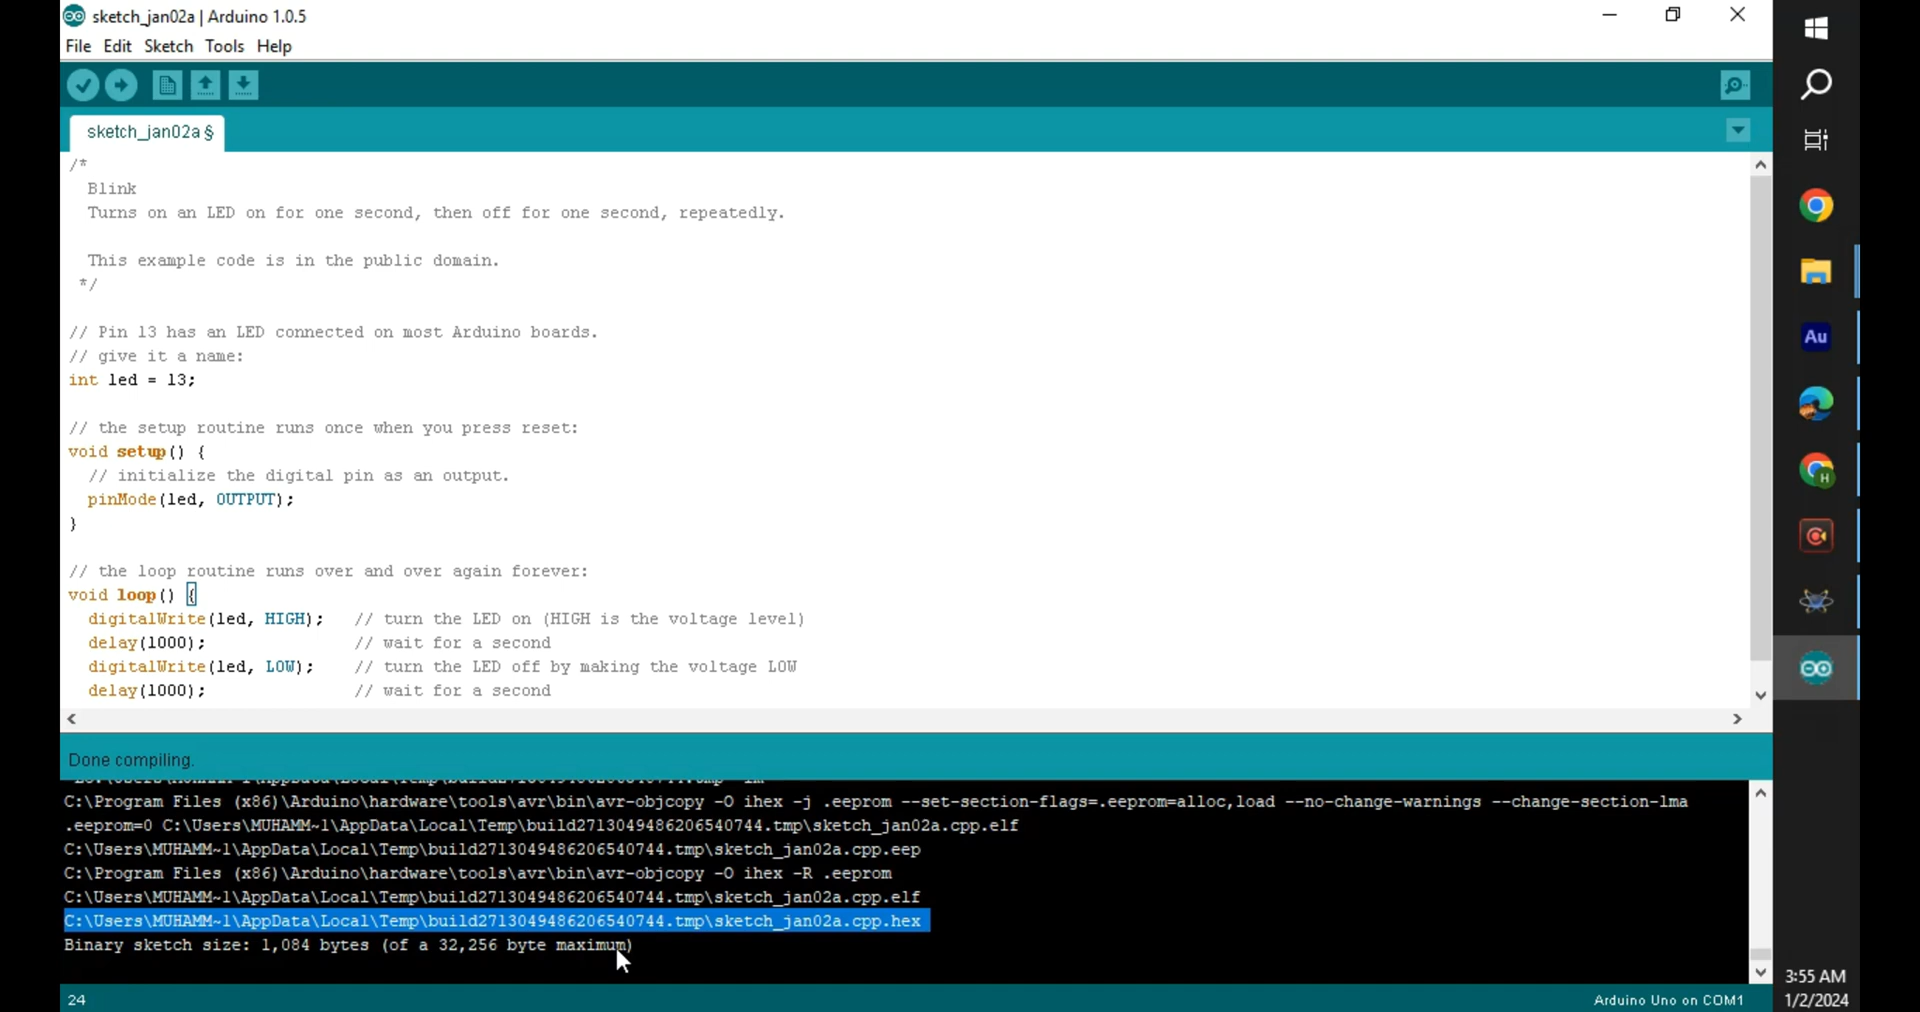 sketch_jan02a | Arduino 1.0.5
File Edit Sketch Tools Help
sketch_jan02a §
/*
Blink
Turns on an LED on for one second, then off for one second, repeatedly.
This example code is in the public domain.
*/
// Pin 13 has an LED connected on most Arduino boards.
// give it a name:
int led = 13;
// the setup routine runs once when you press reset:
void setup() {
// initialize the digital pin as an output.
pinMode(led, OUTPUT);
}
// the loop routine runs over and over again forever:
void loop() {
digitalWrite(led, HIGH); // turn the LED on (HIGH is the voltage level)
delay(1000); // wait for a second
digitalWrite(led, LOW); // turn the LED off by making the voltage LOW
delay(1000); // wait for a second
Done compiling.
C:\Program Files (x86)\Arduino\hardware\tools\avr\bin\avr-objcopy -O ihex -j .eeprom --set-section-flags=.eeprom=alloc,load --no-change-warnings --change-section-lma
.eeprom=0 C:\Users\MUHAMM~1\AppData\Local\Temp\build2713049486206540744.tmp\sketch_jan02a.cpp.elf
C:\Users\MUHAMM~1\AppData\Local\Temp\build2713049486206540744.tmp\sketch_jan02a.cpp.eep
C:\Program Files (x86)\Arduino\hardware\tools\avr\bin\avr-objcopy -O ihex -R .eeprom
C:\Users\MUHAMM~1\AppData\Local\Temp\build2713049486206540744.tmp\sketch_jan02a.cpp.elf
C:\Users\MUHAMM~1\AppData\Local\Temp\build2713049486206540744.tmp\sketch_jan02a.cpp.hex
Binary sketch size: 1,084 bytes (of a 32,256 byte maximum)
24
Arduino Uno on COM1
Au
H
3:55 AM
1/2/2024